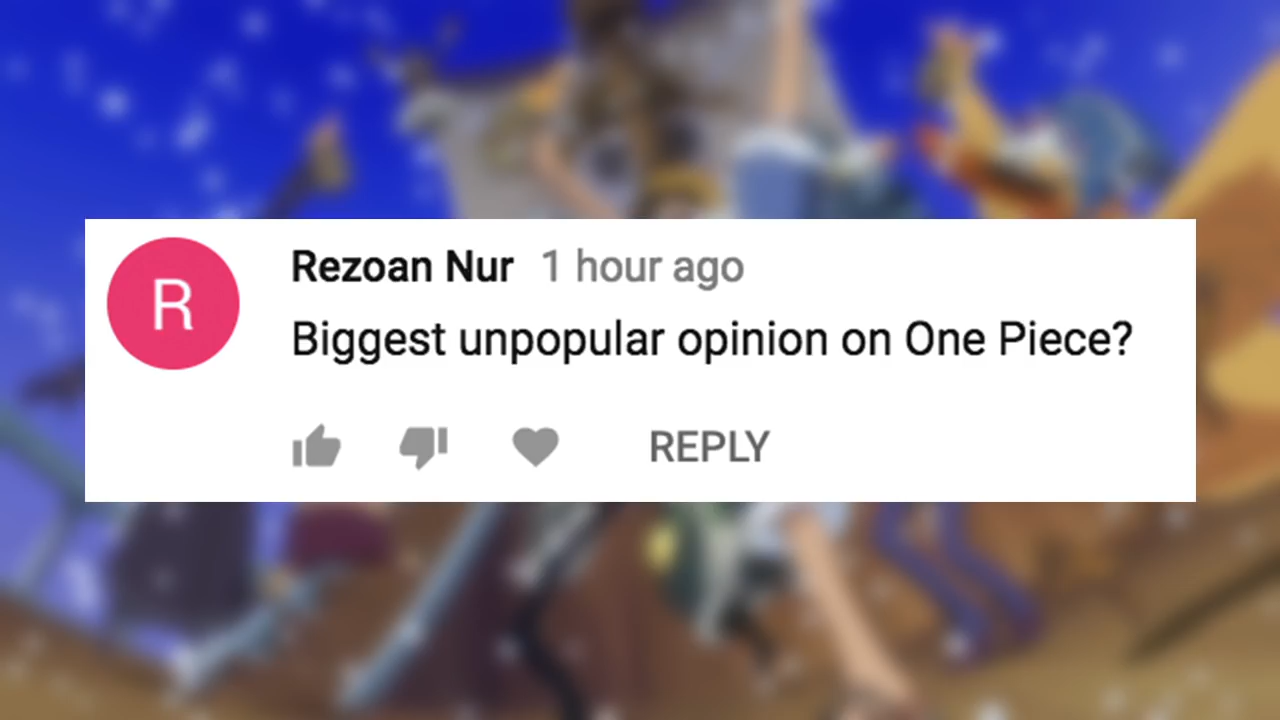 R
Rezoan Nur 1 hour ago
Biggest unpopular opinion on One Piece?
REPLY